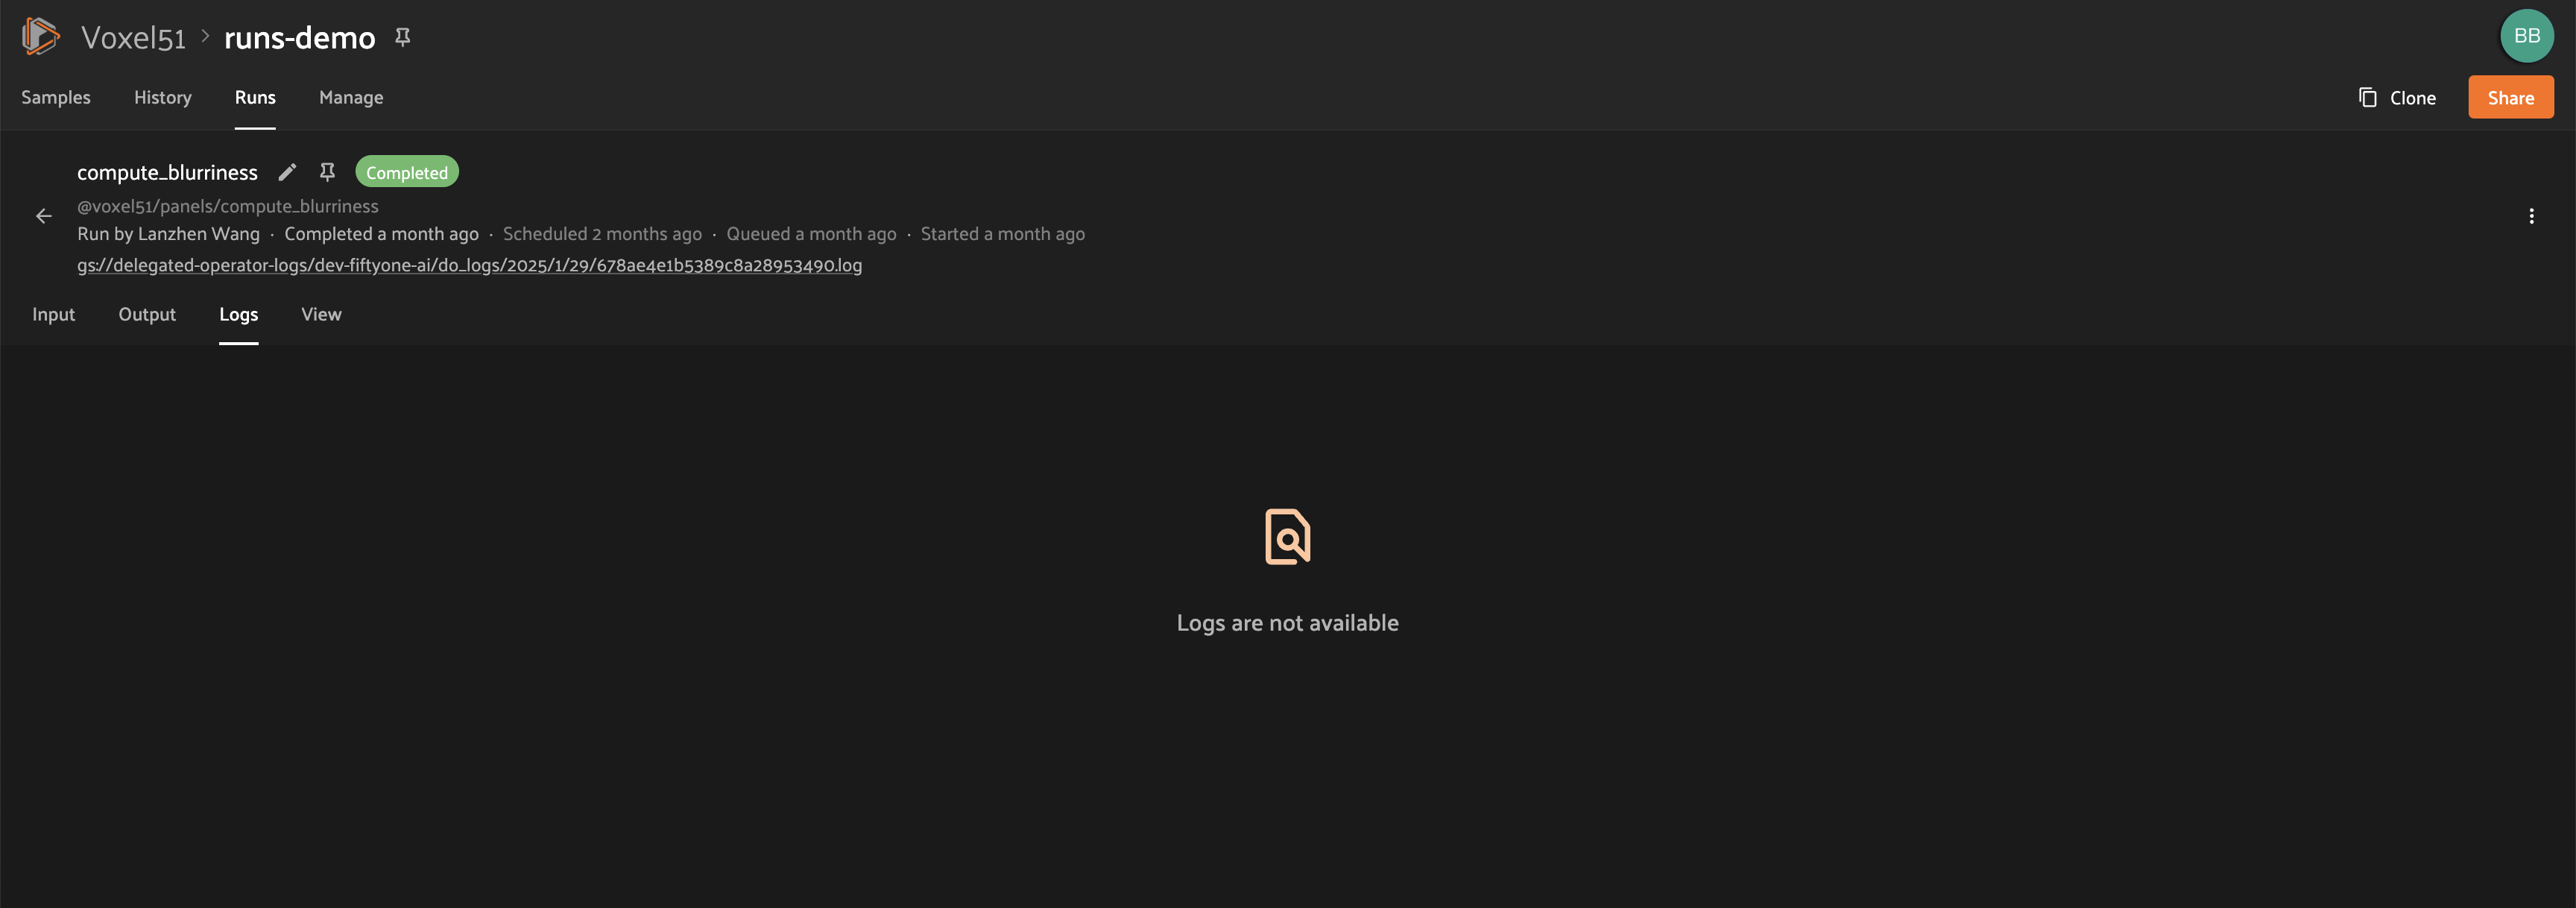 Voxel51 > runs-demo
BB
Samples History Runs Manage
Clone Share
compute_blurriness Completed
@voxel51/panels/compute_blurriness
Run by Lanzhen Wang · Completed a month ago · Scheduled 2 months ago · Queued a month ago · Started a month ago
gs://delegated-operator-logs/dev-fiftyone-ai/do_logs/2025/1/29/678ae4e1b5389c8a28953490.log
Input Output Logs View
Logs are not available